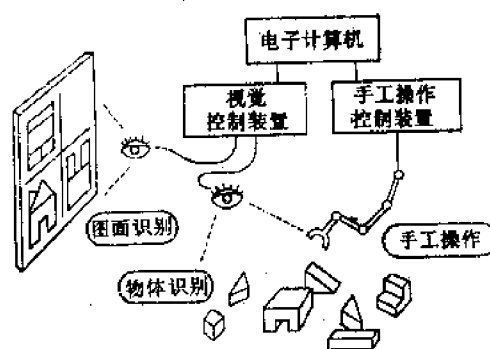 电子计算机
视觉
控制装置
手工操作
控制装置
图面识别
手工操作
物体识别